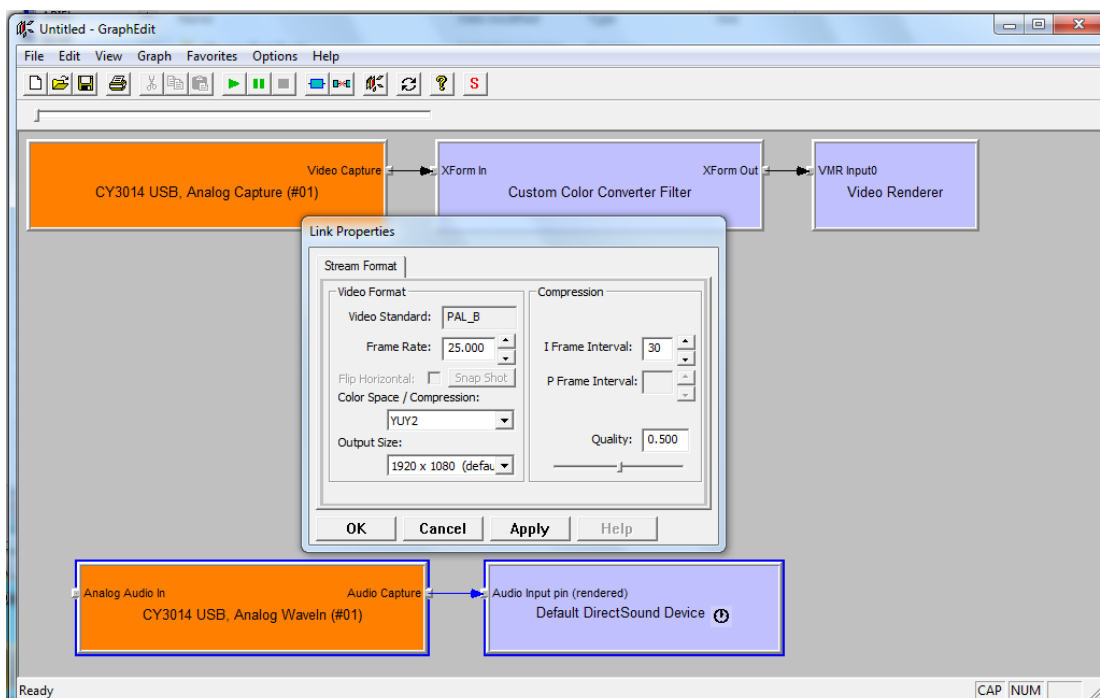 Untitled - GraphEdit
File Edit View Graph Favorites Options Help
S
Video Capture
CY3014 USB, Analog Capture (#01)
XForm In XForm Out
Custom Color Converter Filter
VMR Input0
Video Renderer
Link Properties
Stream Format
Video Format
Video Standard: PAL_B
Frame Rate: 25.000
Flip Horizontal: Snap Shot
Color Space / Compression:
YUY2
Output Size:
1920 x 1080 (defau
Compression
I Frame Interval: 30
P Frame Interval:
Quality: 0.500
OK Cancel Apply Help
Analog Audio In Audio Capture
CY3014 USB, Analog WaveIn (#01)
Audio Input pin (rendered)
Default DirectSound Device
Ready
CAP NUM